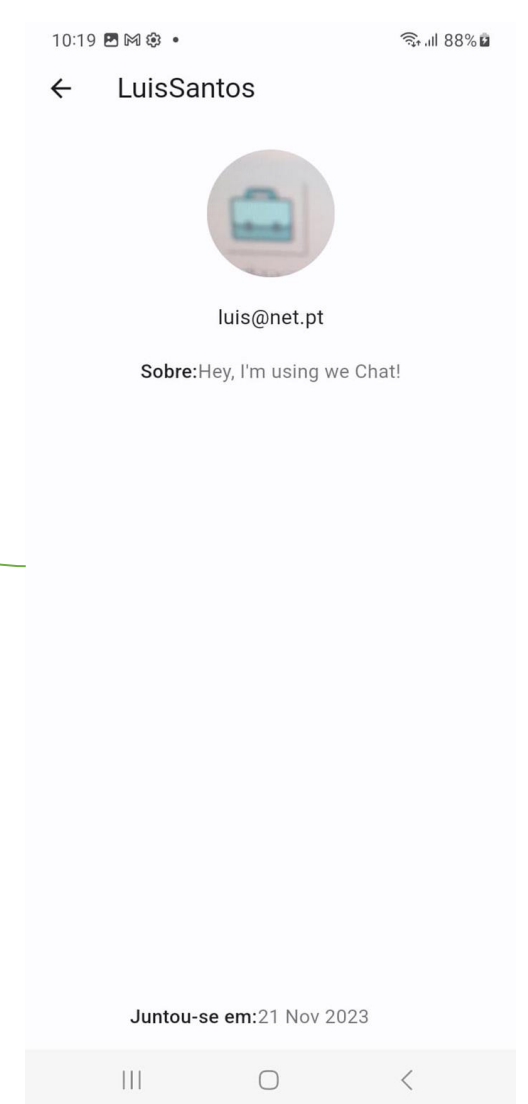 10:19 88%
LuisSantos
luis@net.pt
Sobre:Hey, I'm using we Chat!
Juntou-se em:21 Nov 2023